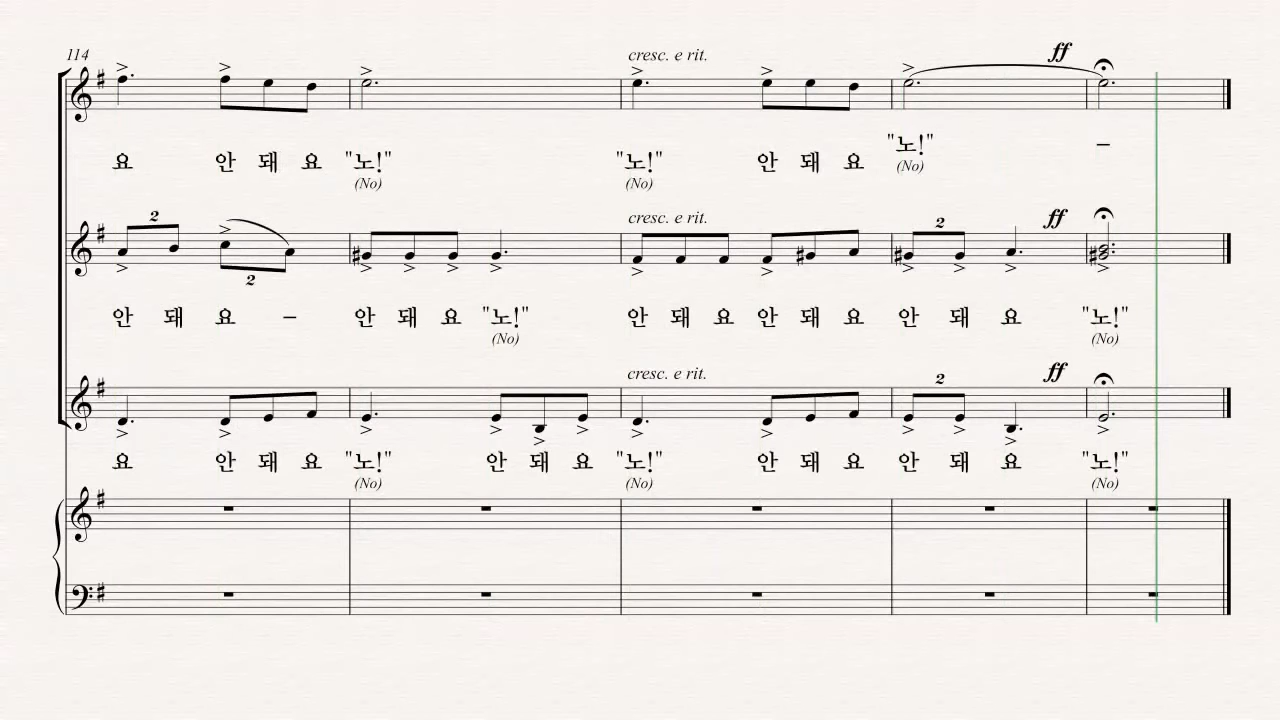 114
cresc. e rit.
ff
요 안 돼 요 "노!" "노!" 안 돼 요 "노!" –
(No) (No) (No)
2 cresc. e rit. 2 ff
2
안 돼 요 – 안 돼 요 "노!" 안 돼 요 안 돼 요 안 돼 요 "노!"
(No) (No)
cresc. e rit. 2 ff
요 안 돼 요 "노!" 안 돼 요 "노!" 안 돼 요 안 돼 요 "노!"
(No) (No) (No)